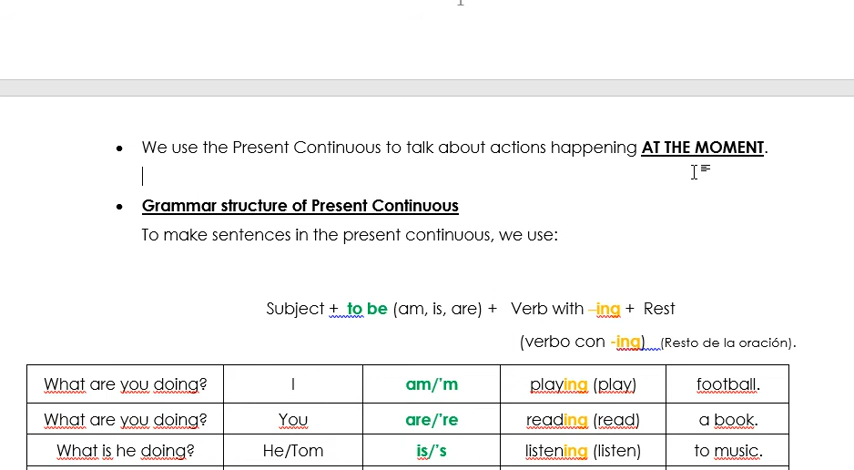 • We use the Present Continuous to talk about actions happening AT THE MOMENT.
• Grammar structure of Present Continuous
To make sentences in the present continuous, we use:
Subject + to be (am, is, are) + Verb with –ing + Rest
(verbo con -ing) (Resto de la oración).
What are you doing? I am/'m playing (play) football.
What are you doing? You are/'re reading (read) a book.
What is he doing? He/Tom is/'s listening (listen) to music.